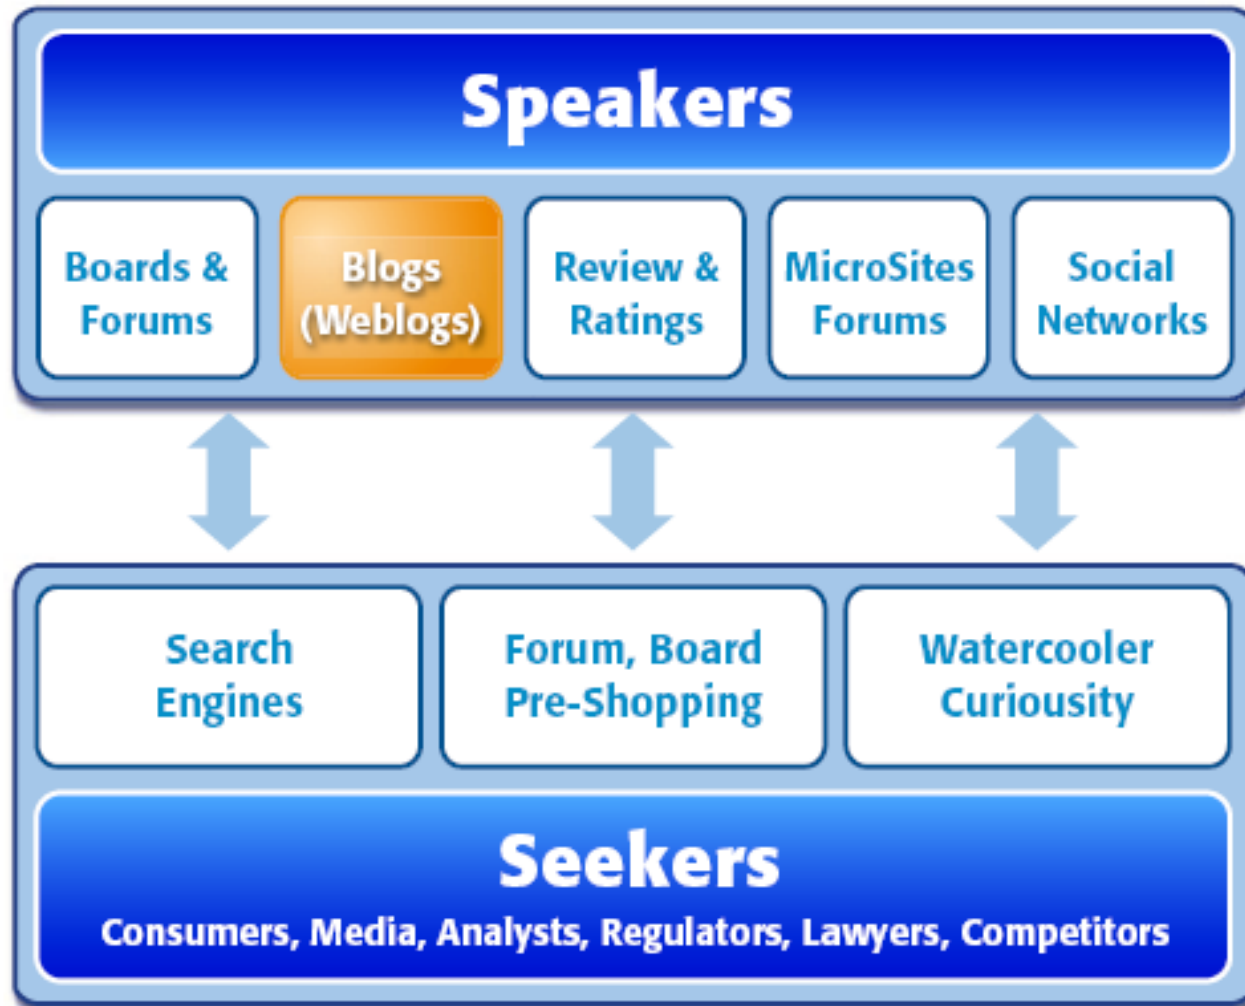 Speakers
Boards &
Forums
Blogs
(Weblogs)
Review &
Ratings
MicroSites
Forums
Social
Networks
Search
Engines
Forum, Board
Pre-Shopping
Watercooler
Curiousity
Seekers
Consumers, Media, Analysts, Regulators, Lawyers, Competitors